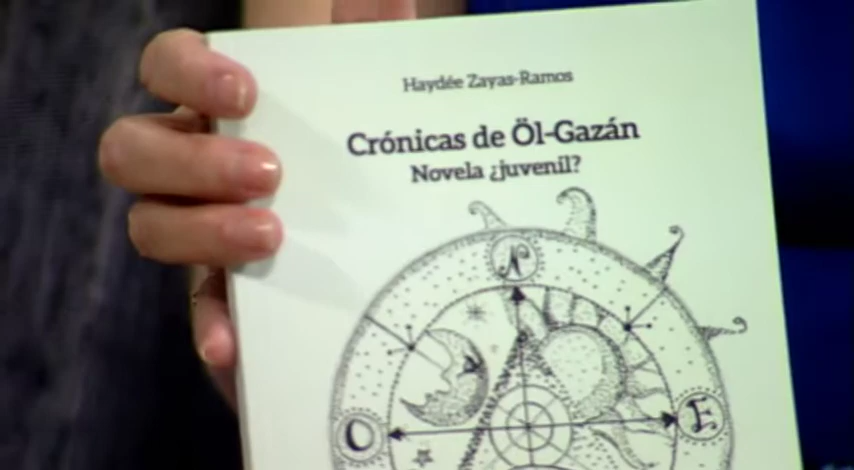 Haydée Zayas-Ramos
Crónicas de Öl-Gazán
Novela ¿juvenil?
N
O
E